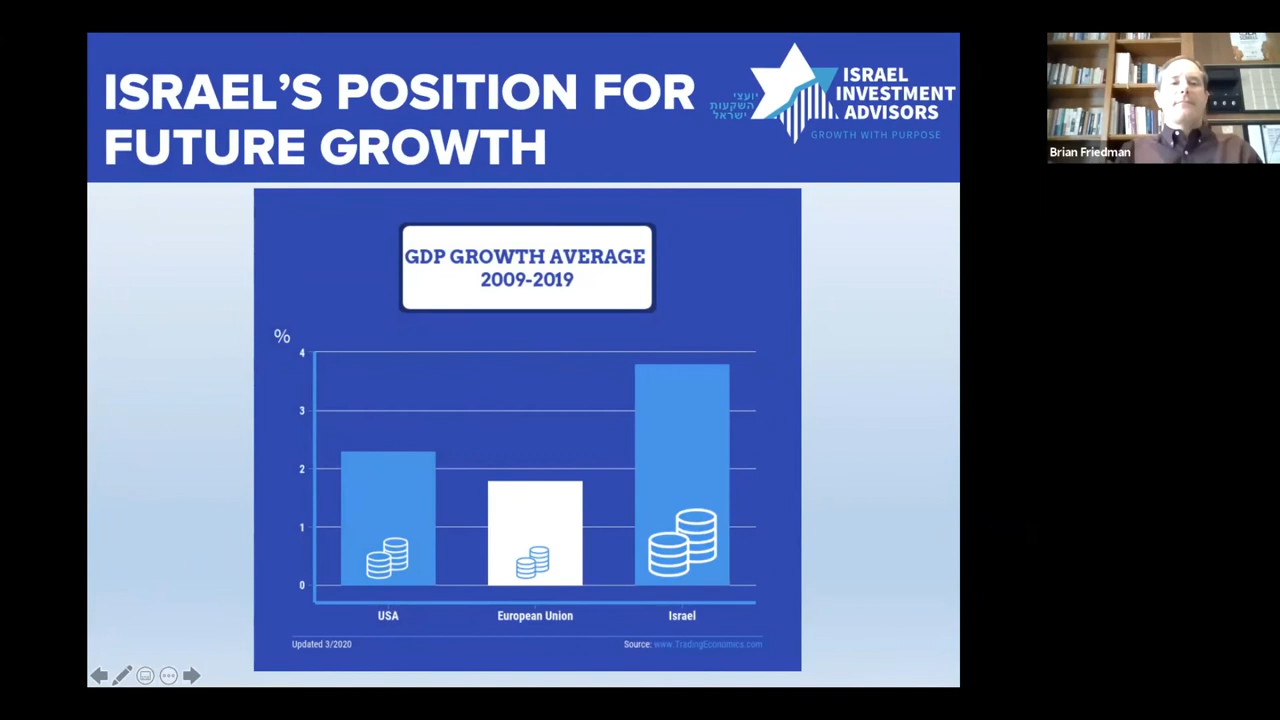 ISRAEL'S POSITION FOR
FUTURE GROWTH
יועצי
השקעות
ישראל
ISRAEL
INVESTMENT
ADVISORS
GROWTH WITH PURPOSE
Brian Friedman
GDP GROWTH AVERAGE
2009-2019
%
4
3
2
1
0
USA
European Union
Israel
Updated 3/2020
Source: www.TradingEconomics.com